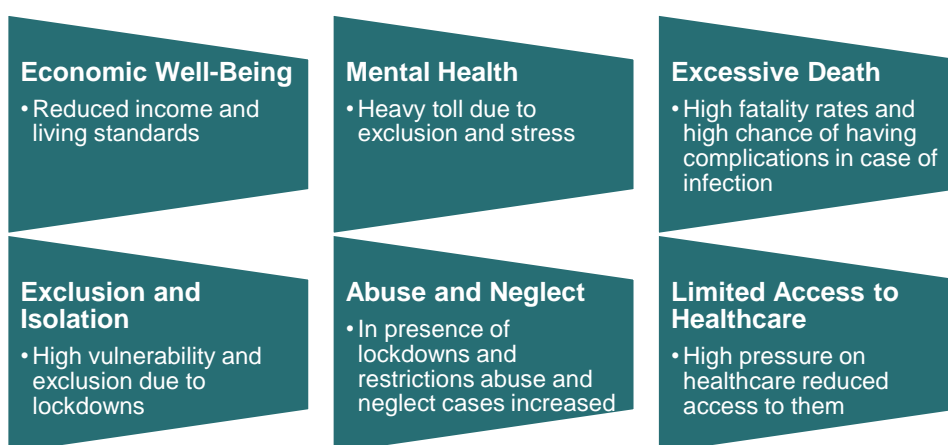 Economic Well-Being
• Reduced income and
living standards
Mental Health
• Heavy toll due to
exclusion and stress
Excessive Death
• High fatality rates and
high chance of having
complications in case of
infection
Exclusion and
Isolation
• High vulnerability and
exclusion due to
lockdowns
Abuse and Neglect
• In presence of
lockdowns and
restrictions abuse and
neglect cases increased
Limited Access to
Healthcare
• High pressure on
healthcare reduced
access to them